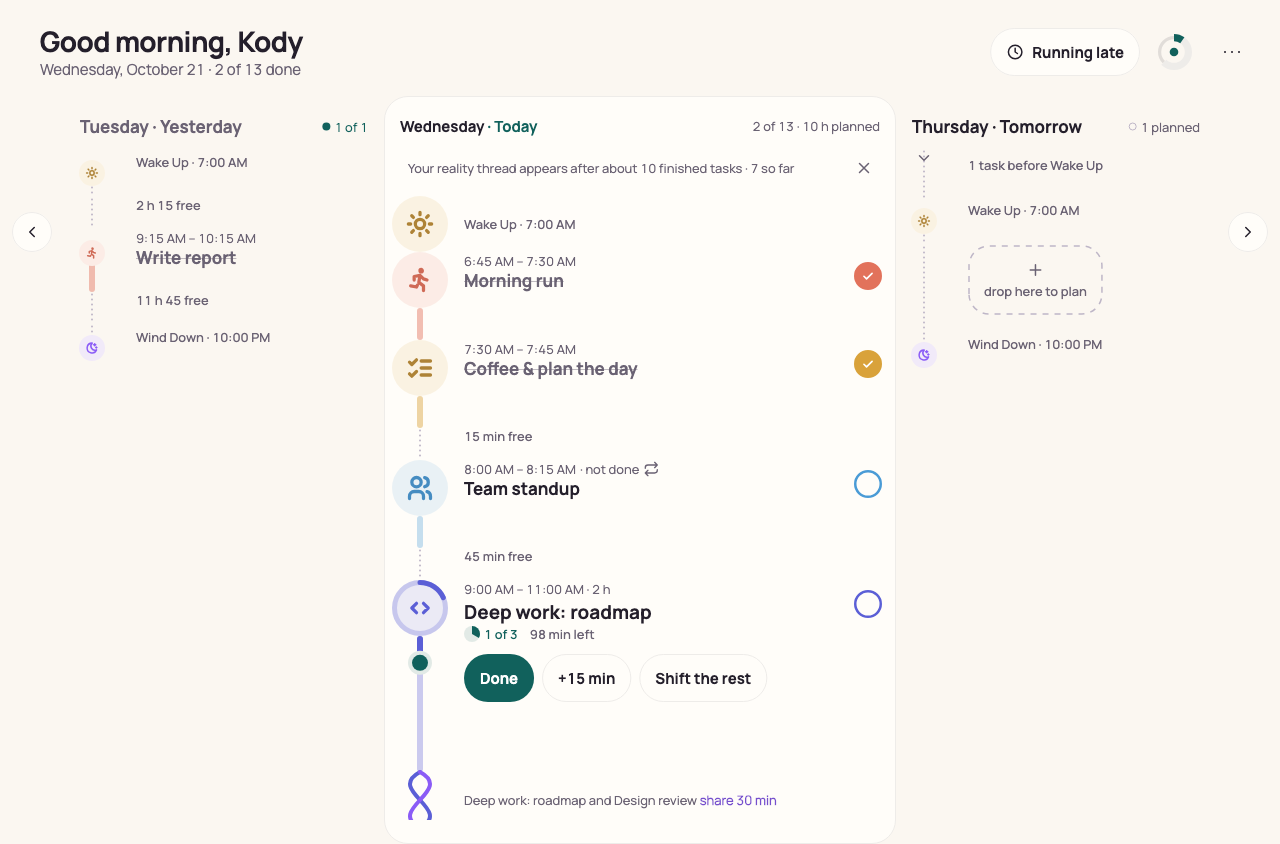 Good morning, Kody
Wednesday, October 21 · 2 of 13 done
Running late
Tuesday · Yesterday
1 of 1
Wake Up · 7:00 AM
2 h 15 free
9:15 AM – 10:15 AM
Write report
11 h 45 free
Wind Down · 10:00 PM
Wednesday · Today
2 of 13 · 10 h planned
Your reality thread appears after about 10 finished tasks · 7 so far
Wake Up · 7:00 AM
6:45 AM – 7:30 AM
Morning run
7:30 AM – 7:45 AM
Coffee & plan the day
15 min free
8:00 AM – 8:15 AM · not done
Team standup
45 min free
9:00 AM – 11:00 AM · 2 h
Deep work: roadmap
1 of 3 98 min left
Done
+15 min
Shift the rest
Deep work: roadmap and Design review share 30 min
Thursday · Tomorrow
1 planned
1 task before Wake Up
Wake Up · 7:00 AM
drop here to plan
Wind Down · 10:00 PM